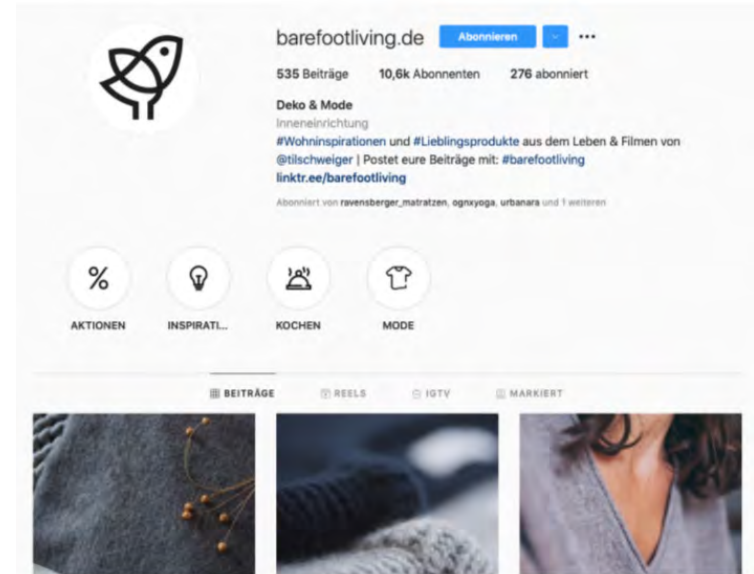 barefootliving.de Abonnieren
535 Beiträge 10,6k Abonnenten 276 abonniert
Deko & Mode
Inneneinrichtung
#Wohninspirationen und #Lieblingsprodukte aus dem Leben & Filmen von
@tilschweiger | Postet eure Beiträge mit: #barefootliving
linktr.ee/barefootliving
Abonniert von ravensberger_matratzen, ognxyoga, urbanara und 1 weiteren
%
AKTIONEN INSPIRATI... KOCHEN MODE
BEITRÄGE REELS IGTV MARKIERT